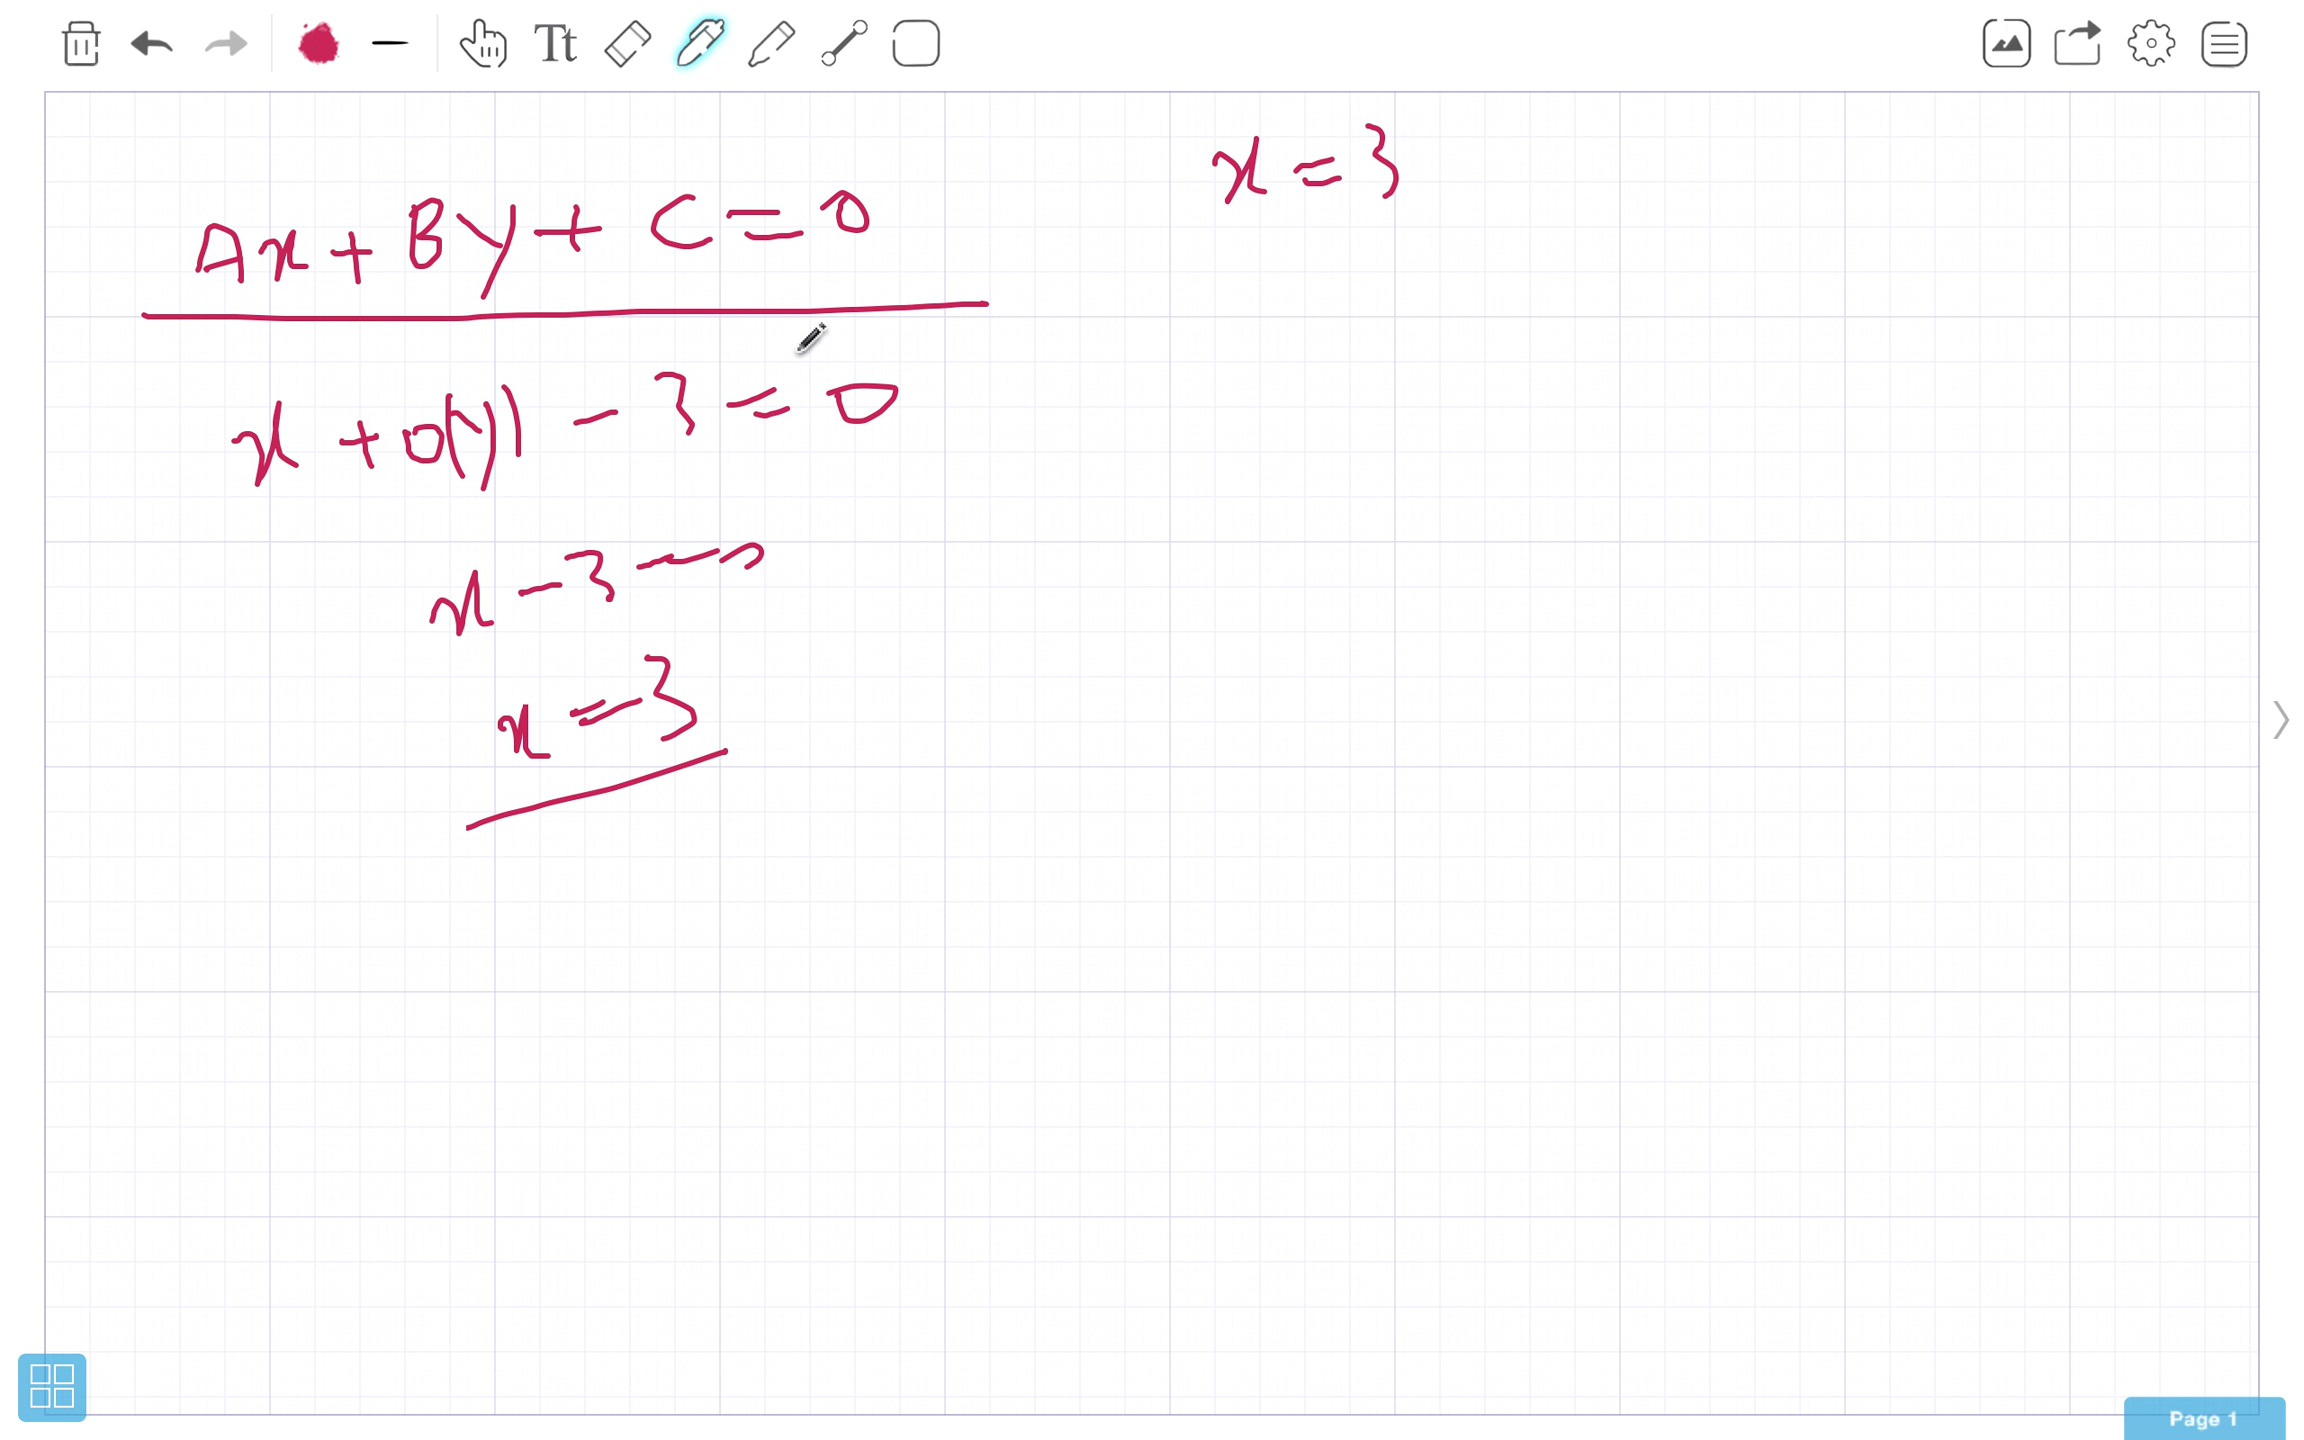 Tt
x = 3
Ax + By + C = 0
x + 0(y) - 3 = 0
x - 3 = 0
x = 3
Page 1